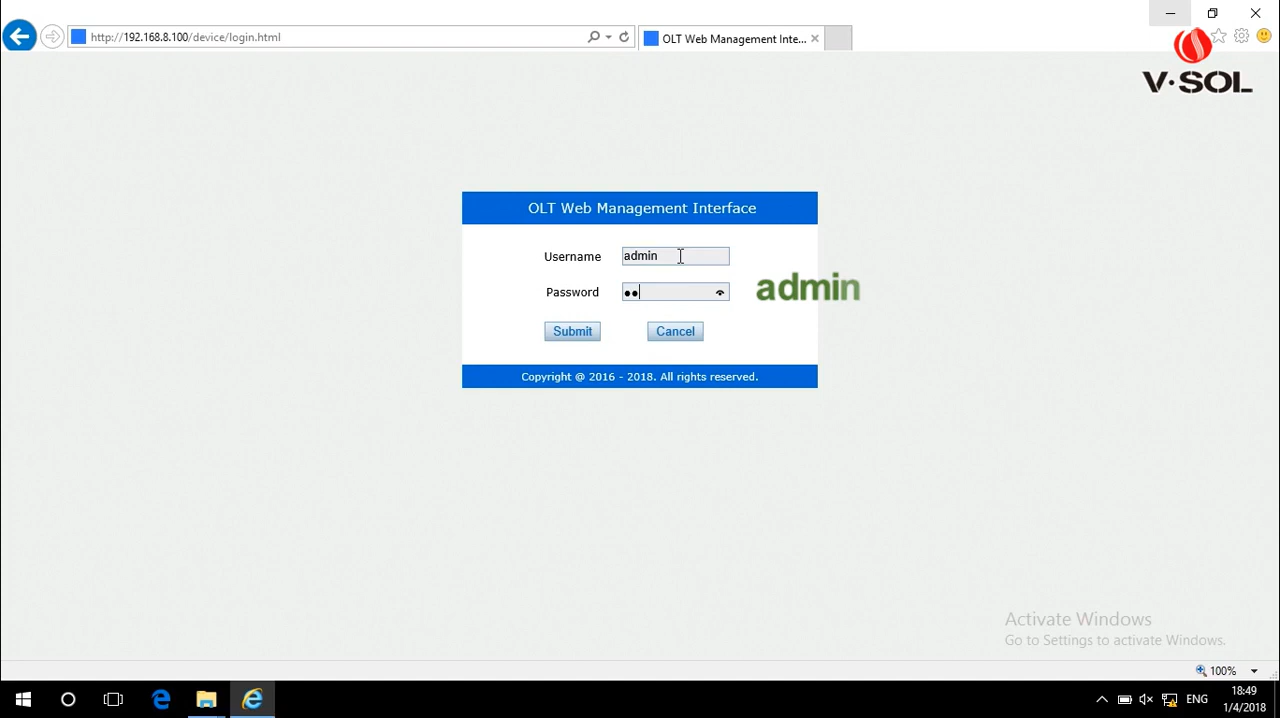 http://192.168.8.100/device/login.html
OLT Web Management Inte...
V·SOL
OLT Web Management Interface
Username
admin
Password
●●
admin
Submit
Cancel
Copyright @ 2016 - 2018. All rights reserved.
Activate Windows
Go to Settings to activate Windows.
100%
ENG
18:49
1/4/2018